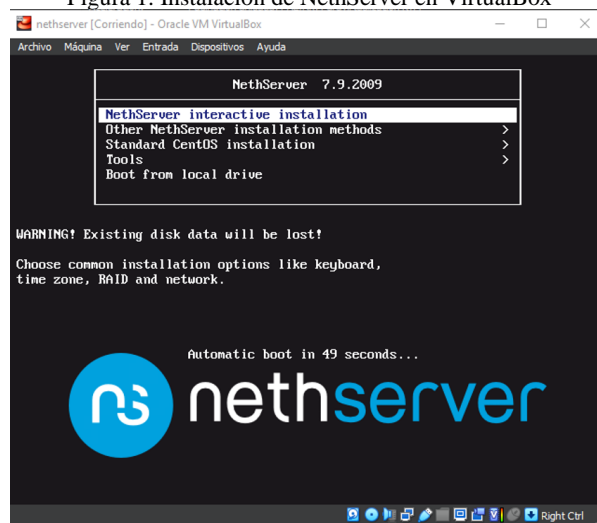 Figura 1. Instalación de NethServer en VirtualBox
nethserver [Corriendo] - Oracle VM VirtualBox
Archivo Máquina Ver Entrada Dispositivos Ayuda
NethServer 7.9.2009
NethServer interactive installation
Other NethServer installation methods >
Standard CentOS installation >
Tools >
Boot from local drive
WARNING! Existing disk data will be lost!
Choose common installation options like keyboard,
time zone, RAID and network.
Automatic boot in 49 seconds...
ns nethserver
Right Ctrl